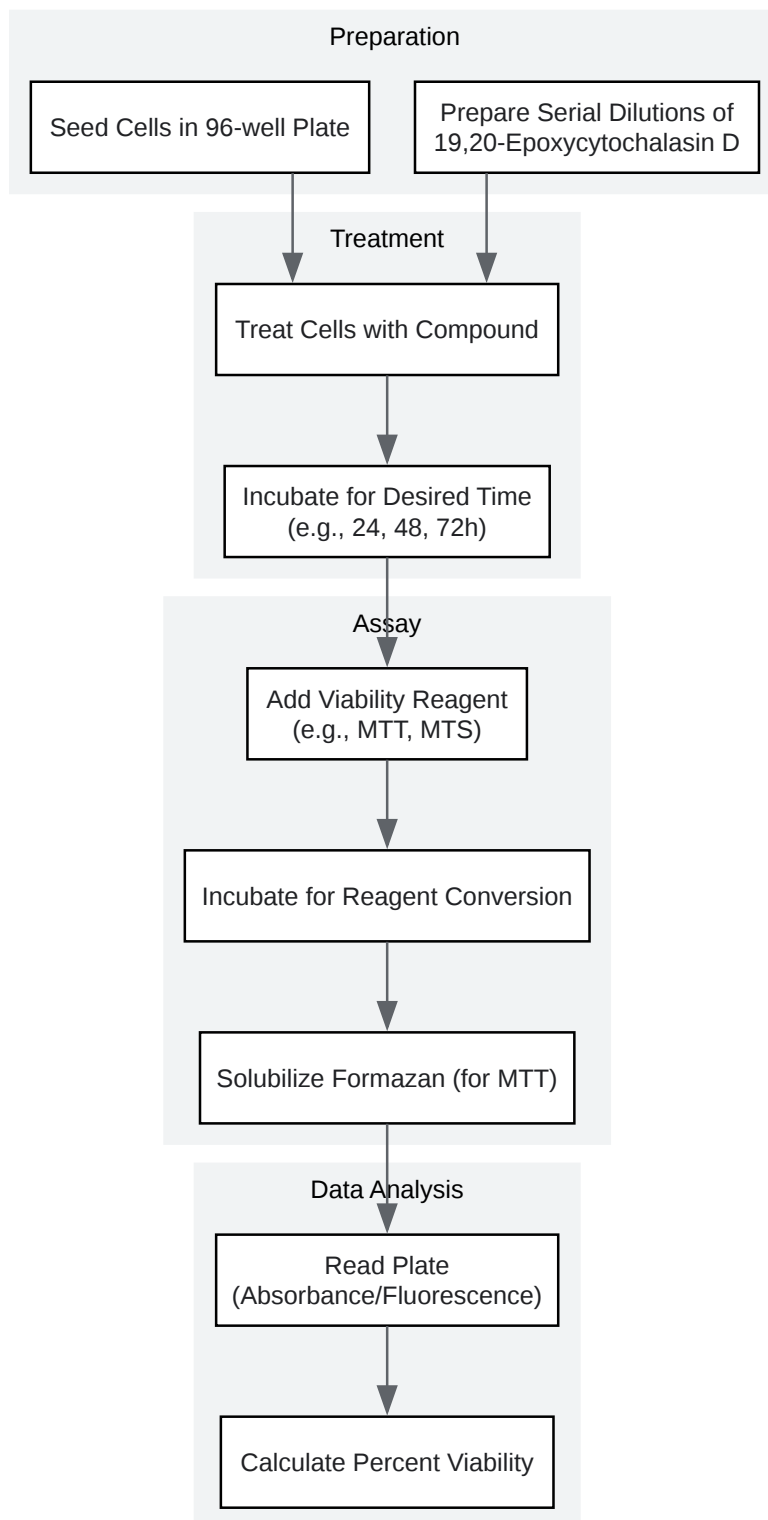 Preparation
Seed Cells in 96-well Plate
Prepare Serial Dilutions of
19,20-Epoxycytochalasin D
Treatment
Treat Cells with Compound
Incubate for Desired Time
(e.g., 24, 48, 72h)
Assay
Add Viability Reagent
(e.g., MTT, MTS)
Incubate for Reagent Conversion
Solubilize Formazan (for MTT)
Data Analysis
Read Plate
(Absorbance/Fluorescence)
Calculate Percent Viability